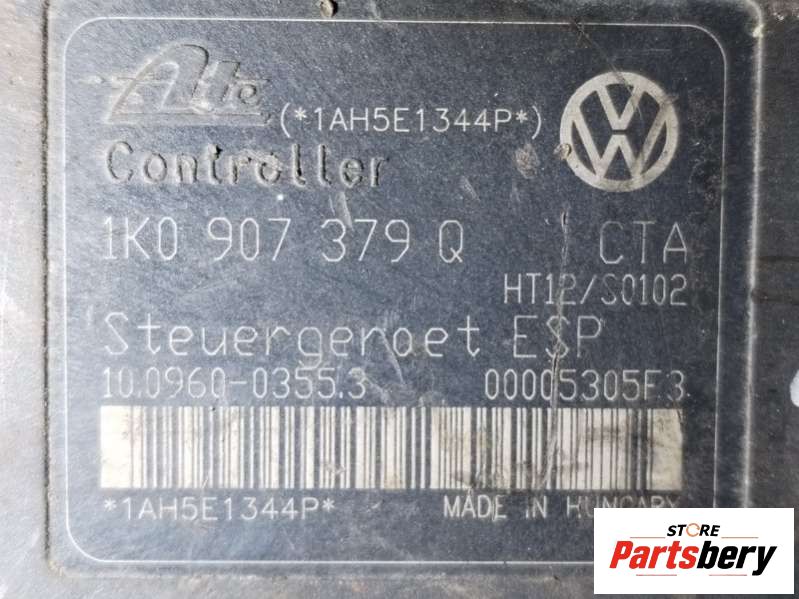 Ate (*1AH5E1344P*)
Controller
1K0 907 379 Q CTA
HT12/S0102
Steuergeroet ESP
10.0960-0355.3 00005305F3
*1AH5E1344P* MADE IN HUNGARY
STORE
Partsbery